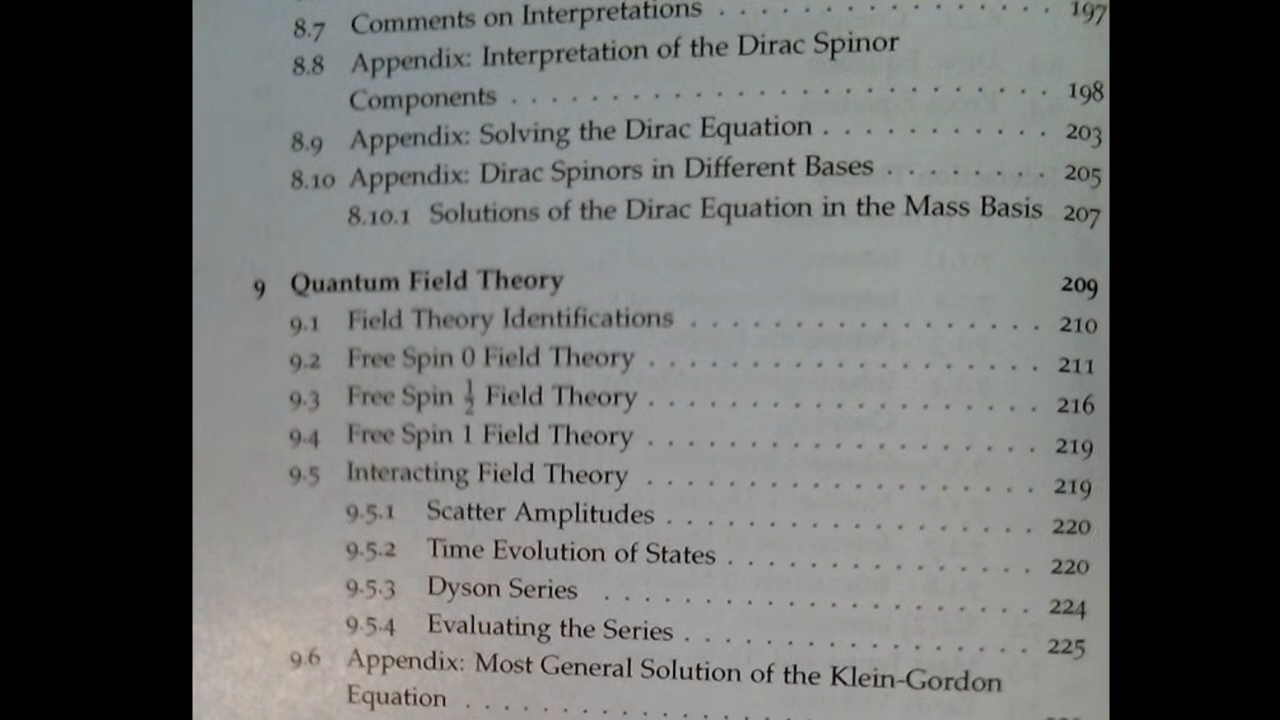 8.7 Comments on Interpretations . . . . . . . . . . . . . . . 197
8.8 Appendix: Interpretation of the Dirac Spinor
Components . . . . . . . . . . . . . . . . . . . . . . . . 198
8.9 Appendix: Solving the Dirac Equation . . . . . . . . . . . 203
8.10 Appendix: Dirac Spinors in Different Bases . . . . . . . . 205
8.10.1 Solutions of the Dirac Equation in the Mass Basis 207
9 Quantum Field Theory 209
9.1 Field Theory Identifications . . . . . . . . . . . . . . . . . 210
9.2 Free Spin 0 Field Theory . . . . . . . . . . . . . . . . . . . 211
9.3 Free Spin ½ Field Theory . . . . . . . . . . . . . . . . . . . 216
9.4 Free Spin 1 Field Theory . . . . . . . . . . . . . . . . . . . 219
9.5 Interacting Field Theory . . . . . . . . . . . . . . . . . . . 219
9.5.1 Scatter Amplitudes . . . . . . . . . . . . . . . . . . 220
9.5.2 Time Evolution of States . . . . . . . . . . . . . . . 220
9.5.3 Dyson Series . . . . . . . . . . . . . . . . . . . . . 224
9.5.4 Evaluating the Series . . . . . . . . . . . . . . . . . 225
9.6 Appendix: Most General Solution of the Klein-Gordon
Equation . . . . . . . . . . . . . .